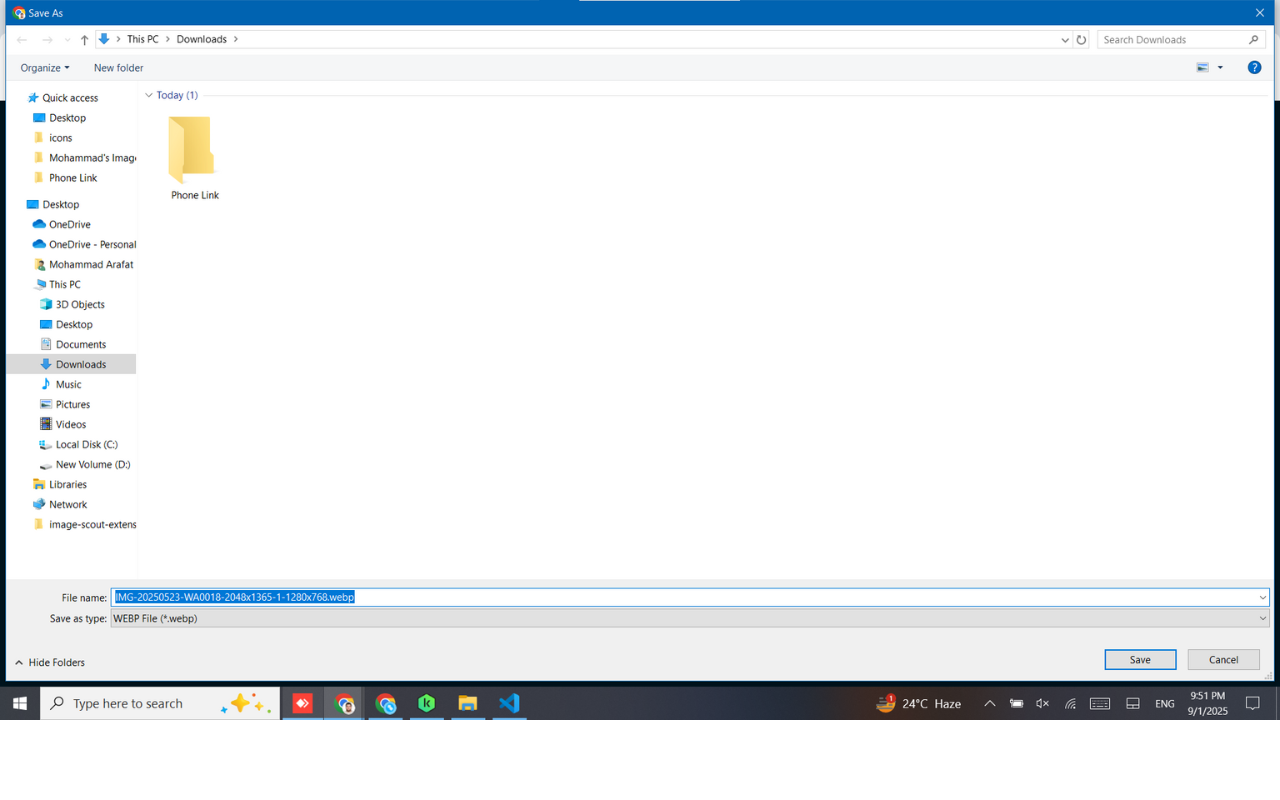 Save As
This PC > Downloads >
Search Downloads
Organize
New folder
?
Quick access
Desktop
icons
Mohammad's Imag
Phone Link
Desktop
OneDrive
OneDrive - Personal
Mohammad Arafat
This PC
3D Objects
Desktop
Documents
Downloads
Music
Pictures
Videos
Local Disk (C:)
New Volume (D:)
Libraries
Network
image-scout-extens
Today (1)
Phone Link
File name: IMG-20250523-WA0018-2048x1365-1-1280x768.webp
Save as type: WEBP File (*.webp)
Hide Folders
Save
Cancel
Type here to search
k
1
24°C Haze
ENG
9:51 PM
9/1/2025